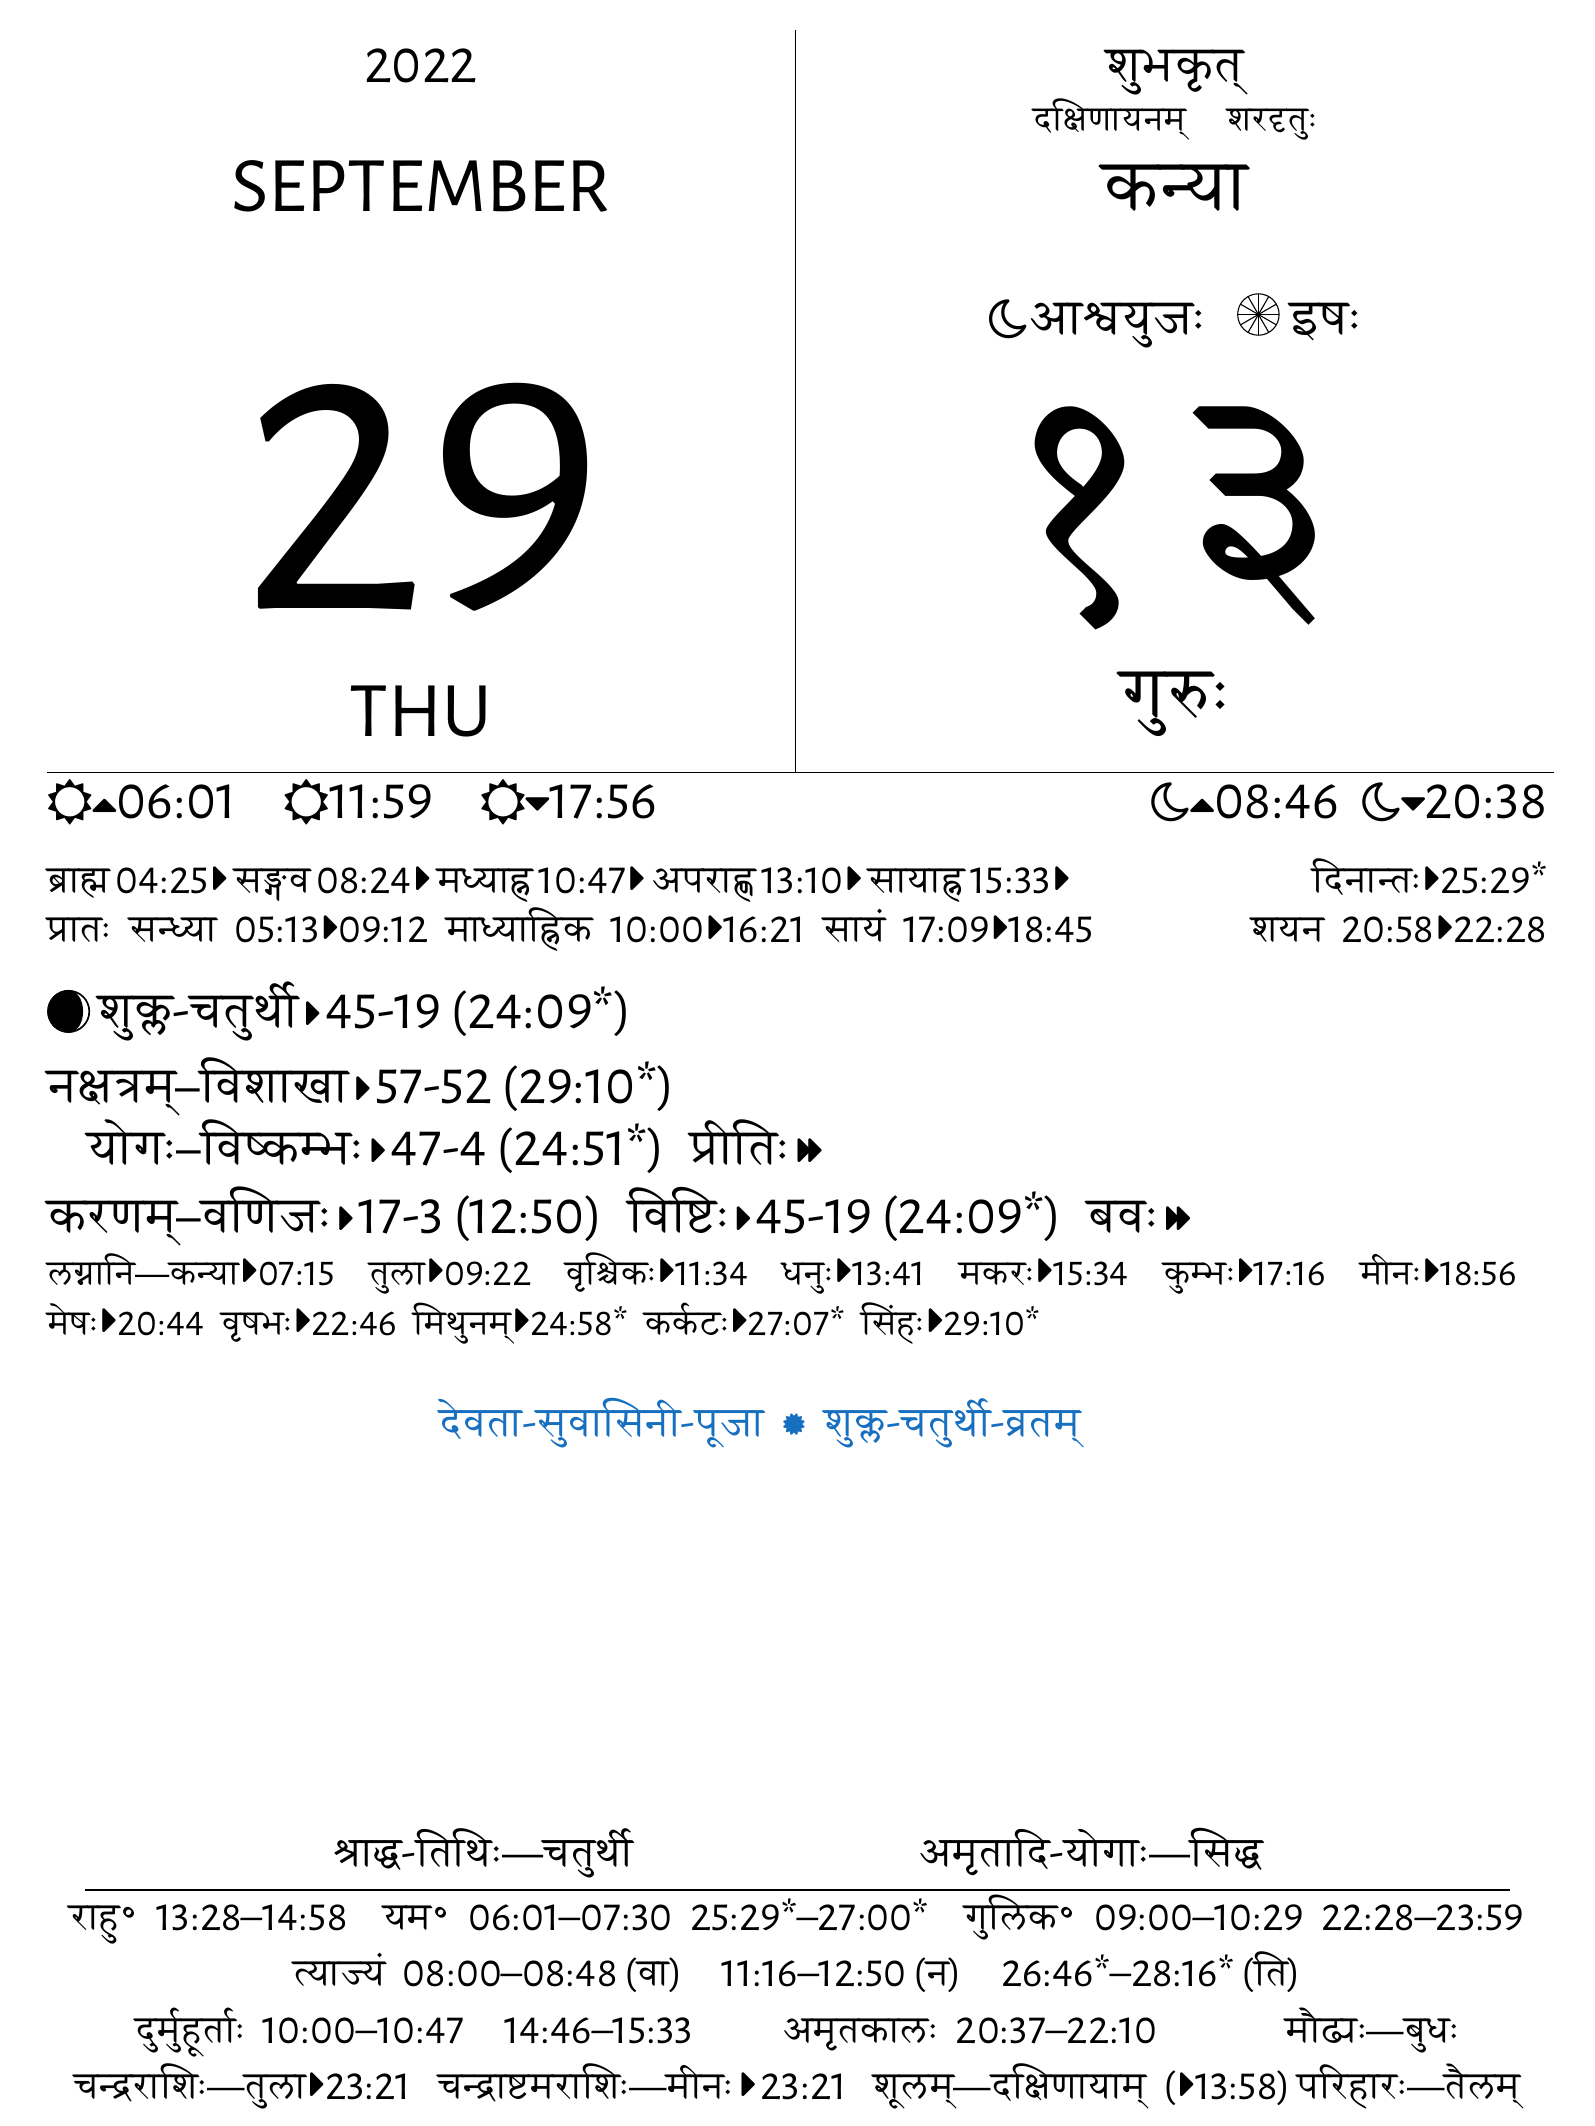 2022
SEPTEMBER
29
THU
शुभकृत्
दक्षिणायनम् शरदृतुः
कन्या
आश्वयुजः इषः
१३
गुरुः
06:01 11:59 17:56 08:46 20:38
ब्राह्म 04:25 सङ्गव 08:24 मध्याह्न 10:47 अपराह्ण 13:10 सायाह्न 15:33 दिनान्तः 25:29*
प्रातः सन्ध्या 05:13 09:12 माध्याह्निक 10:00 16:21 सायं 17:09 18:45 शयन 20:58 22:28
शुक्ल-चतुर्थी 45-19 (24:09*)
नक्षत्रम्–विशाखा 57-52 (29:10*)
योगः–विष्कम्भः 47-4 (24:51*) प्रीतिः
करणम्–वणिजः 17-3 (12:50) विष्टिः 45-19 (24:09*) बवः
लग्नानि—कन्या 07:15 तुला 09:22 वृश्चिकः 11:34 धनुः 13:41 मकरः 15:34 कुम्भः 17:16 मीनः 18:56
मेषः 20:44 वृषभः 22:46 मिथुनम् 24:58* कर्कटः 27:07* सिंहः 29:10*
देवता-सुवासिनी-पूजा ✹ शुक्ल-चतुर्थी-व्रतम्
श्राद्ध-तिथिः—चतुर्थी अमृतादि-योगाः—सिद्ध
राहु॰ 13:28–14:58 यम॰ 06:01–07:30 25:29*–27:00* गुलिक॰ 09:00–10:29 22:28–23:59
त्याज्यं 08:00–08:48 (वा) 11:16–12:50 (न) 26:46*–28:16* (ति)
दुर्मुहूर्ताः 10:00–10:47 14:46–15:33 अमृतकालः 20:37–22:10 मौढ्यः—बुधः
चन्द्रराशिः—तुला 23:21 चन्द्राष्टमराशिः—मीनः 23:21 शूलम्—दक्षिणायाम् (13:58) परिहारः—तैलम्